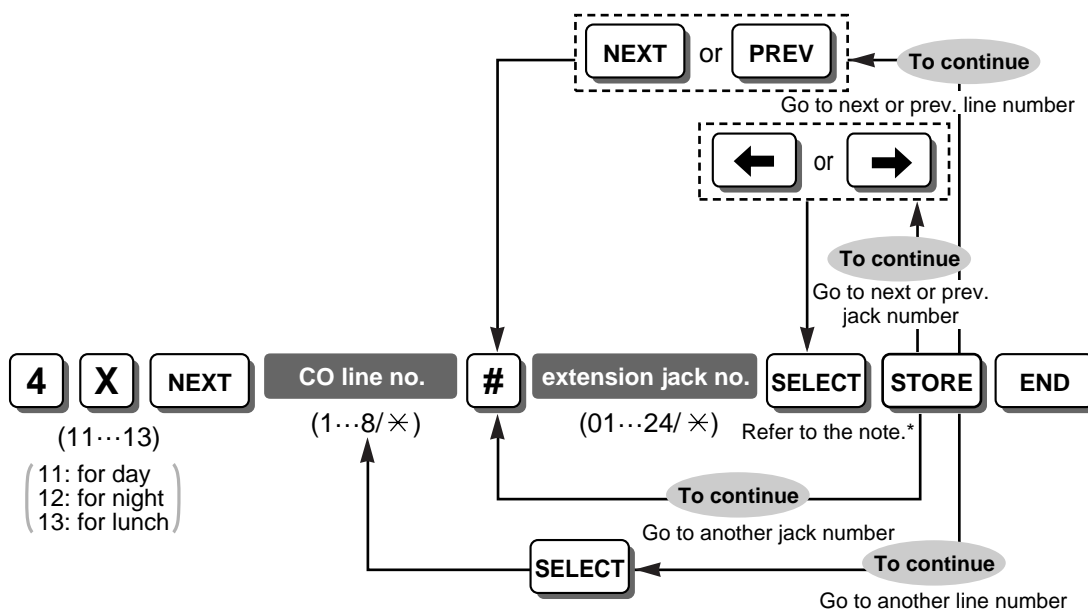 NEXT or PREV
To continue
Go to next or prev. line number
← or →
To continue
Go to next or prev.
jack number
4 X NEXT CO line no. # extension jack no. SELECT STORE END
(11⋯13) (1⋯8/✳) (01⋯24/✳) Refer to the note.*
11: for day
12: for night
13: for lunch
To continue
Go to another jack number
SELECT
To continue
Go to another line number